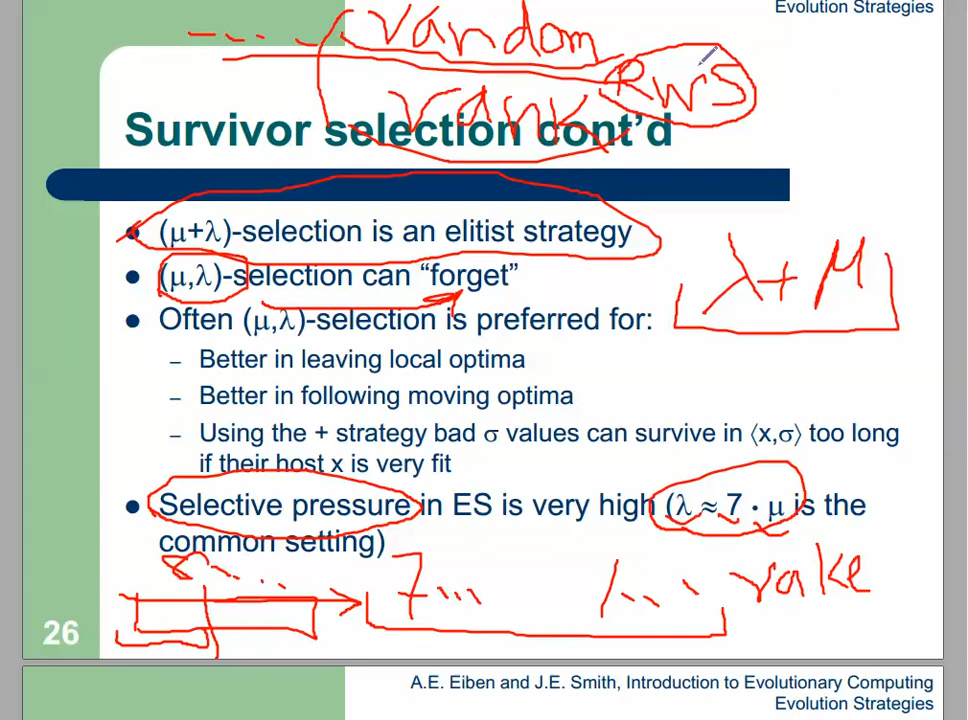 Evolution Strategies
random
RWS
rank
Survivor selection cont'd
● (μ+λ)-selection is an elitist strategy
● (μ,λ)-selection can “forget”
λ+μ
● Often (μ,λ)-selection is preferred for:
– Better in leaving local optima
– Better in following moving optima
– Using the + strategy bad σ values can survive in ⟨x,σ⟩ too long
if their host x is very fit
● Selective pressure in ES is very high (λ ≈ 7 · μ is the
common setting)
7... 1... rake
26
A.E. Eiben and J.E. Smith, Introduction to Evolutionary Computing
Evolution Strategies